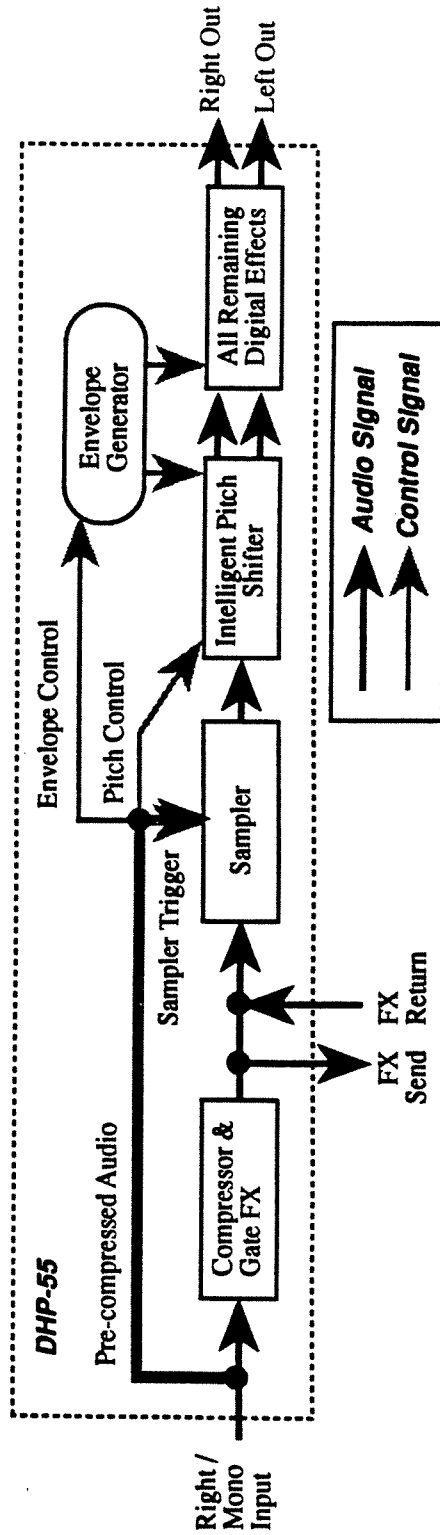 DHP-55
Right /
Mono
Input
Pre-compressed Audio
Compressor &
Gate FX
FX
Send
FX
Return
Envelope Control
Pitch Control
Sampler Trigger
Sampler
Envelope
Generator
Intelligent Pitch
Shifter
All Remaining
Digital Effects
Right Out
Left Out
Audio Signal
Control Signal